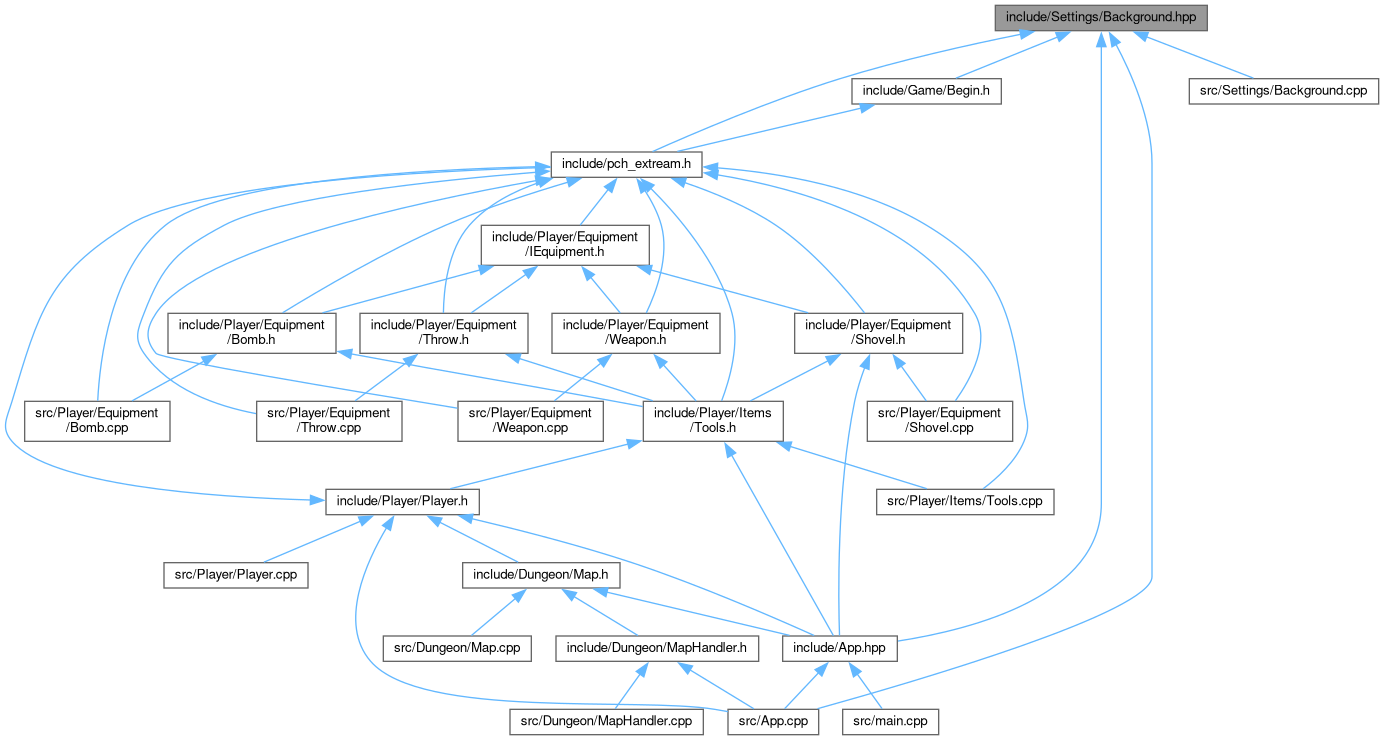 include/Settings/Background.hpp
include/Game/Begin.h
src/Settings/Background.cpp
include/pch_extream.h
include/Player/Equipment
/IEquipment.h
include/Player/Equipment
/Bomb.h
include/Player/Equipment
/Throw.h
include/Player/Equipment
/Weapon.h
include/Player/Equipment
/Shovel.h
src/Player/Equipment
/Bomb.cpp
src/Player/Equipment
/Throw.cpp
src/Player/Equipment
/Weapon.cpp
include/Player/Items
/Tools.h
src/Player/Equipment
/Shovel.cpp
include/Player/Player.h
src/Player/Items/Tools.cpp
src/Player/Player.cpp
include/Dungeon/Map.h
src/Dungeon/Map.cpp
include/Dungeon/MapHandler.h
include/App.hpp
src/Dungeon/MapHandler.cpp
src/App.cpp
src/main.cpp